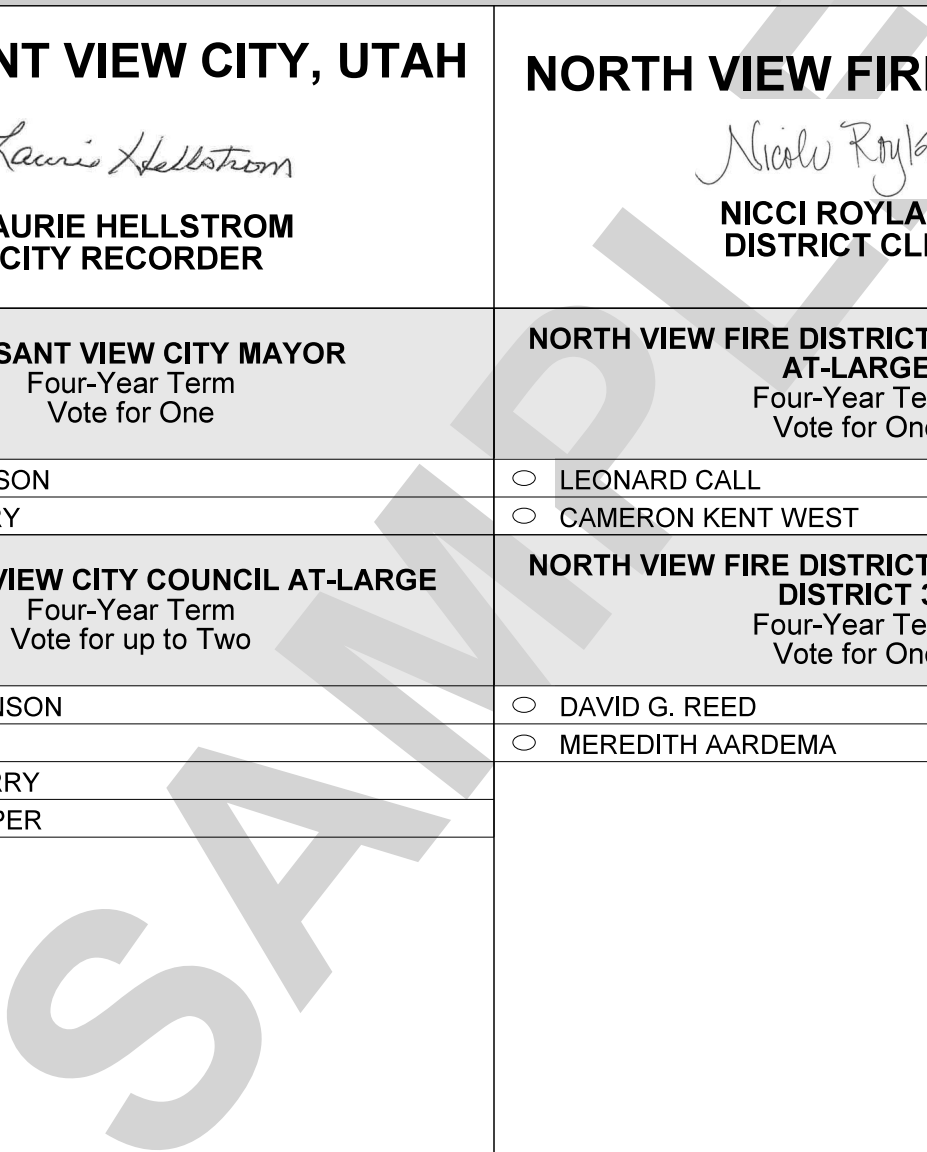 NT VIEW CITY, UTAH
Laurie Hellstrom
AURIE HELLSTROM
CITY RECORDER
SANT VIEW CITY MAYOR
Four-Year Term
Vote for One
SON
RY
VIEW CITY COUNCIL AT-LARGE
Four-Year Term
Vote for up to Two
NSON
RRY
PER
NORTH VIEW FIR
Nicole Royla
NICCI ROYLA
DISTRICT CL
NORTH VIEW FIRE DISTRICT
AT-LARGE
Four-Year Te
Vote for On
LEONARD CALL
CAMERON KENT WEST
NORTH VIEW FIRE DISTRICT
DISTRICT 3
Four-Year Te
Vote for On
DAVID G. REED
MEREDITH AARDEMA
SAMPLE